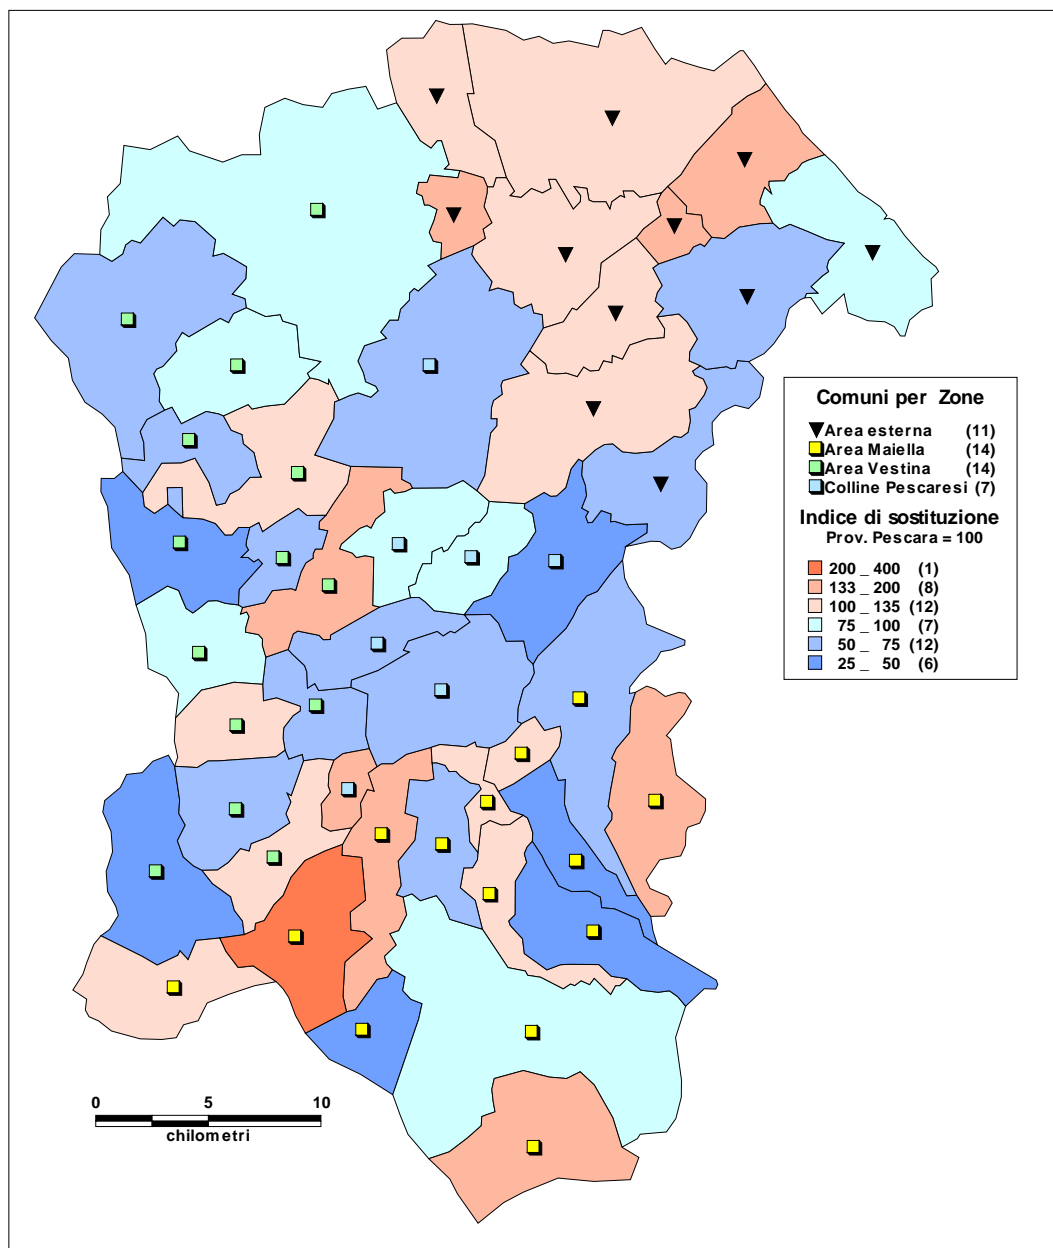 Comuni per Zone
Area esterna (11)
Area Maiella (14)
Area Vestina (14)
Colline Pescaresi (7)
Indice di sostituzione
Prov. Pescara = 100
200 _ 400 (1)
133 _ 200 (8)
100 _ 135 (12)
75 _ 100 (7)
50 _ 75 (12)
25 _ 50 (6)
0 5 10
chilometri